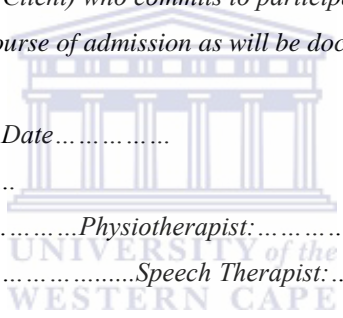 Client) who commits to particip
ourse of admission as will be doc
Date……………
..
. ………Physiotherapist:…………
UNIVERSITY of the
……………......Speech Therapist:..
WESTERN CAPE